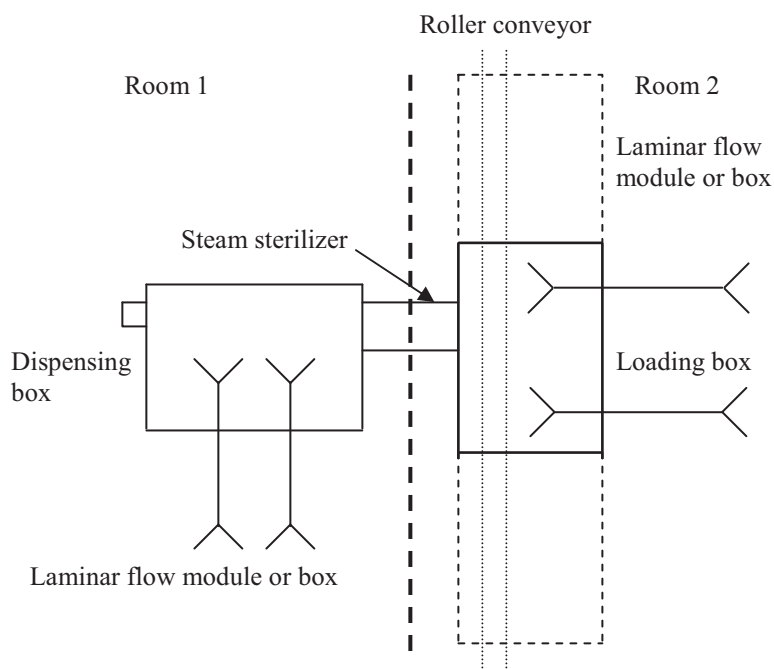 Roller conveyor
Room 1
Room 2
Laminar flow
module or box
Steam sterilizer
Dispensing
box
Loading box
Laminar flow module or box